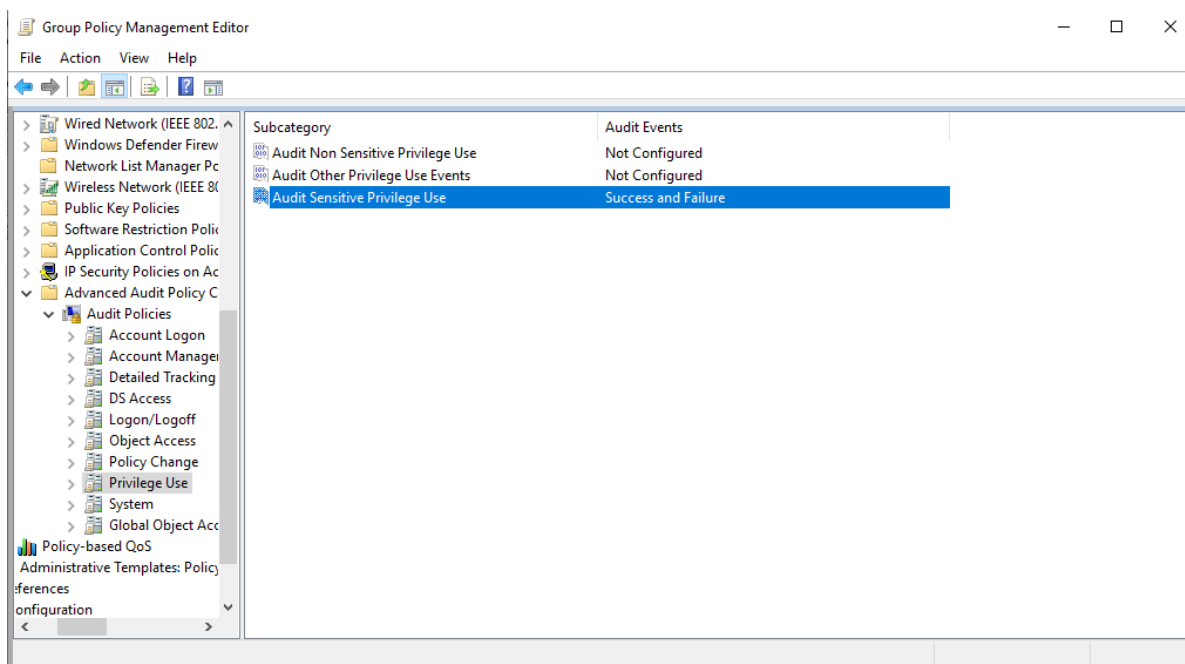 Group Policy Management Editor
File Action View Help
Wired Network (IEEE 802.
Windows Defender Firew
Network List Manager Pc
Wireless Network (IEEE 80
Public Key Policies
Software Restriction Polic
Application Control Polic
IP Security Policies on Ac
Advanced Audit Policy C
Audit Policies
Account Logon
Account Manager
Detailed Tracking
DS Access
Logon/Logoff
Object Access
Policy Change
Privilege Use
System
Global Object Acc
Policy-based QoS
Administrative Templates: Policy
eferences
onfiguration
Subcategory Audit Events
Audit Non Sensitive Privilege Use Not Configured
Audit Other Privilege Use Events Not Configured
Audit Sensitive Privilege Use Success and Failure